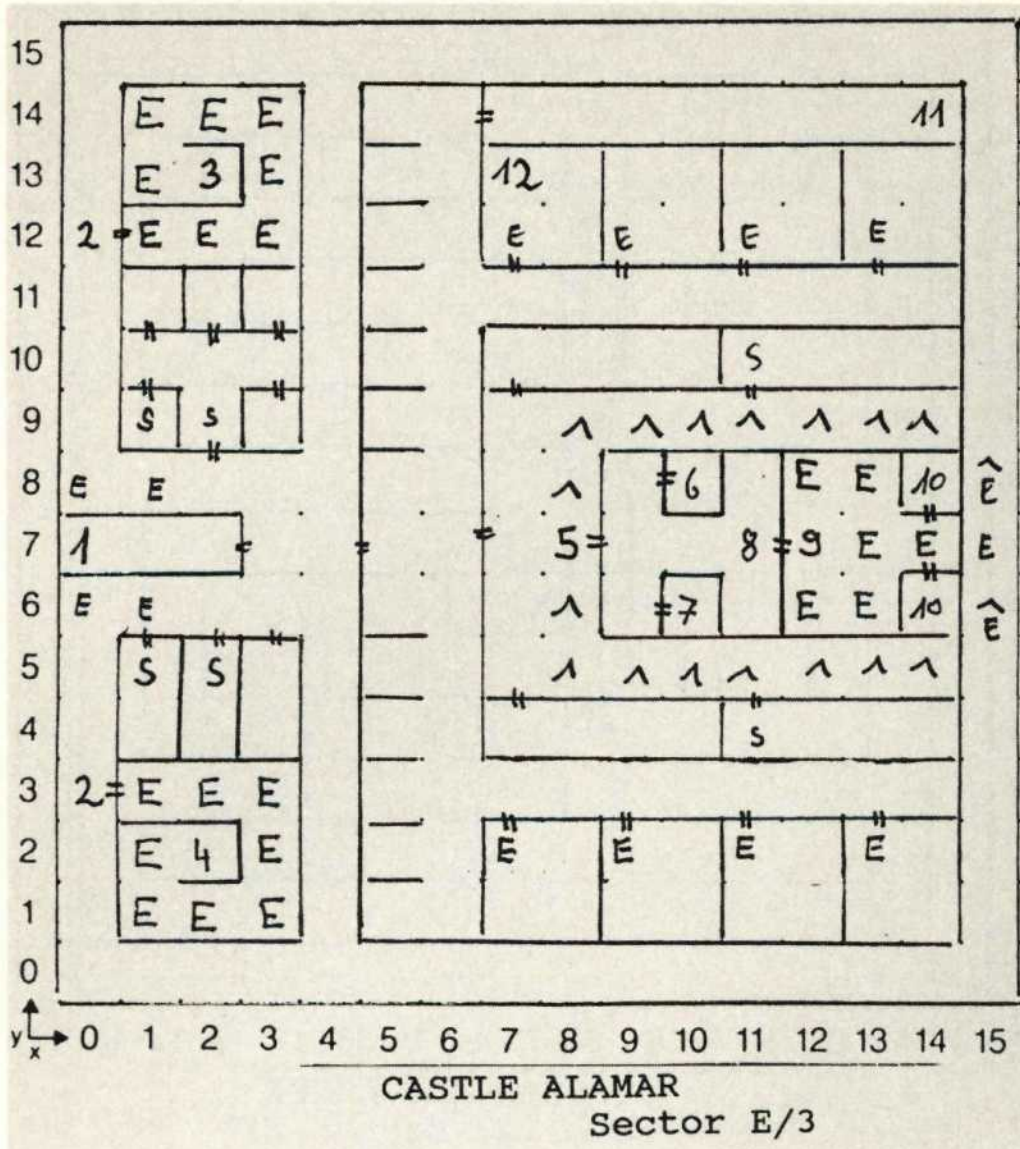 15
14 E E E 11
13 E 3 E 12
12 2 E E E E E E E
11
10 S
9 S S ^ ^ ^ ^ ^ ^ ^
8 E E ^ 6 E E 10 Ê
7 1 5 8 9 E E E
6 E E ^ 7 E E 10 Ê
5 S S ^ ^ ^ ^ ^ ^ ^
4 S
3 2 E E E
2 E 4 E E E E E
1 E E E
0
y x 0 1 2 3 4 5 6 7 8 9 10 11 12 13 14 15
CASTLE ALAMAR
Sector E/3